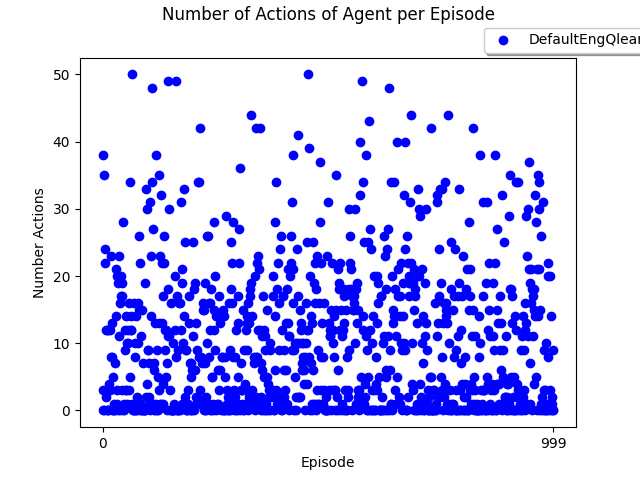 Number of Actions of Agent per Episode
DefaultEngQlear
50
40
30
20
10
0
Number Actions
0
999
Episode